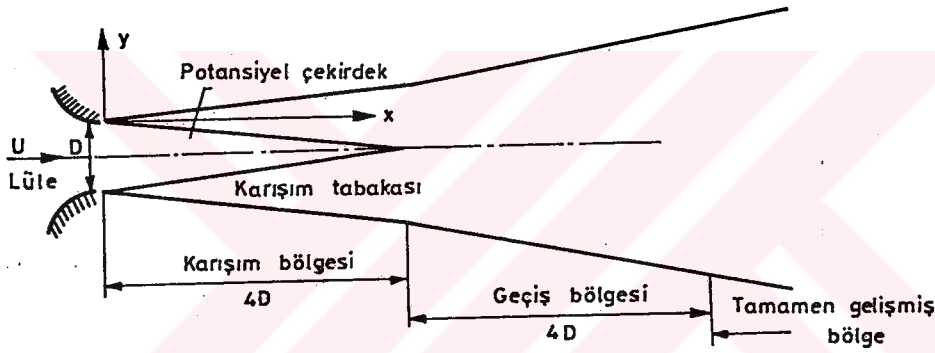 y
Potansiyel çekirdek
x
U
D
Lüle
Karışım tabakası
Karışım bölgesi
4D
Geçiş bölgesi
4D
Tamamen gelişmiş
bölge